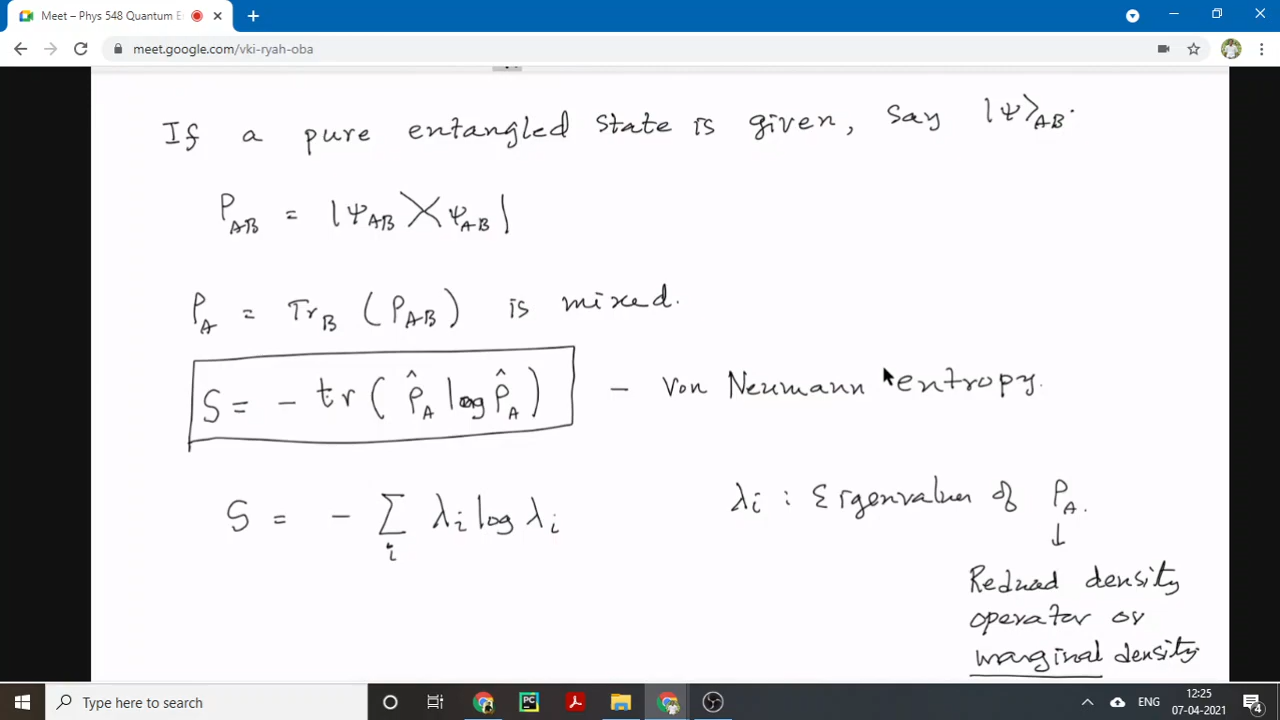 Meet – Phys 548 Quantum E
meet.google.com/vki-ryah-oba
If a pure entangled state is given, say |Ψ⟩AB.
ρAB = |ΨAB⟩⟨ΨAB|
ρA = TrB (ρAB) is mixed.
S = - tr( ρ̂A log ρ̂A ) – Von Neumann entropy.
S = - ∑i λi log λi λi : Eigenvalues of ρA.
↓
Reduced density
operator or
marginal density
Type here to search
ENG
12:25
07-04-2021
4